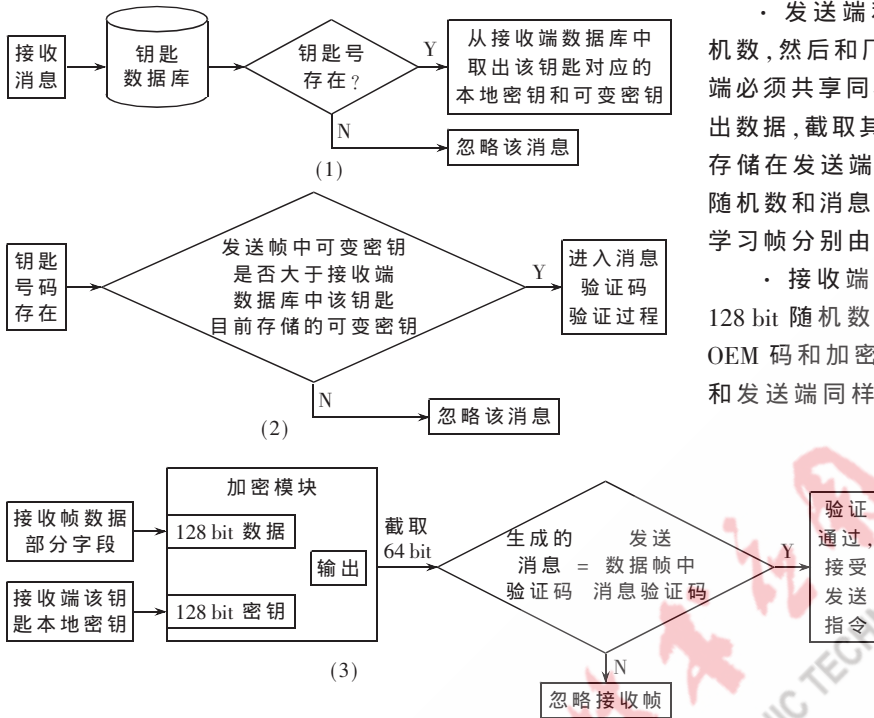 接收
消息
钥匙
数据库
钥匙号
存在?
Y
从接收端数据库中
取出该钥匙对应的
本地密钥和可变密钥
N
忽略该消息
(1)
钥匙
号码
存在
发送帧中可变密钥
是否大于接收端
数据库中该钥匙
目前存储的可变密钥
Y
进入消息
验证码
验证过程
N
忽略该消息
(2)
接收帧数据
部分字段
接收端该钥
匙本地密钥
加密模块
128 bit 数据
输出
128 bit 密钥
截取
64 bit
生成的
消息
验证码
=
发送
数据帧中
消息验证码
Y
验证
通过,
接受
发送
指令
N
忽略接收帧
(3)
· 发送端
机数,然后和
端必须共享同
出数据,截取其
存储在发送端
随机数和消息
学习帧分别由
· 接收端
128 bit 随机数
OEM 码和加密
和发送端同样